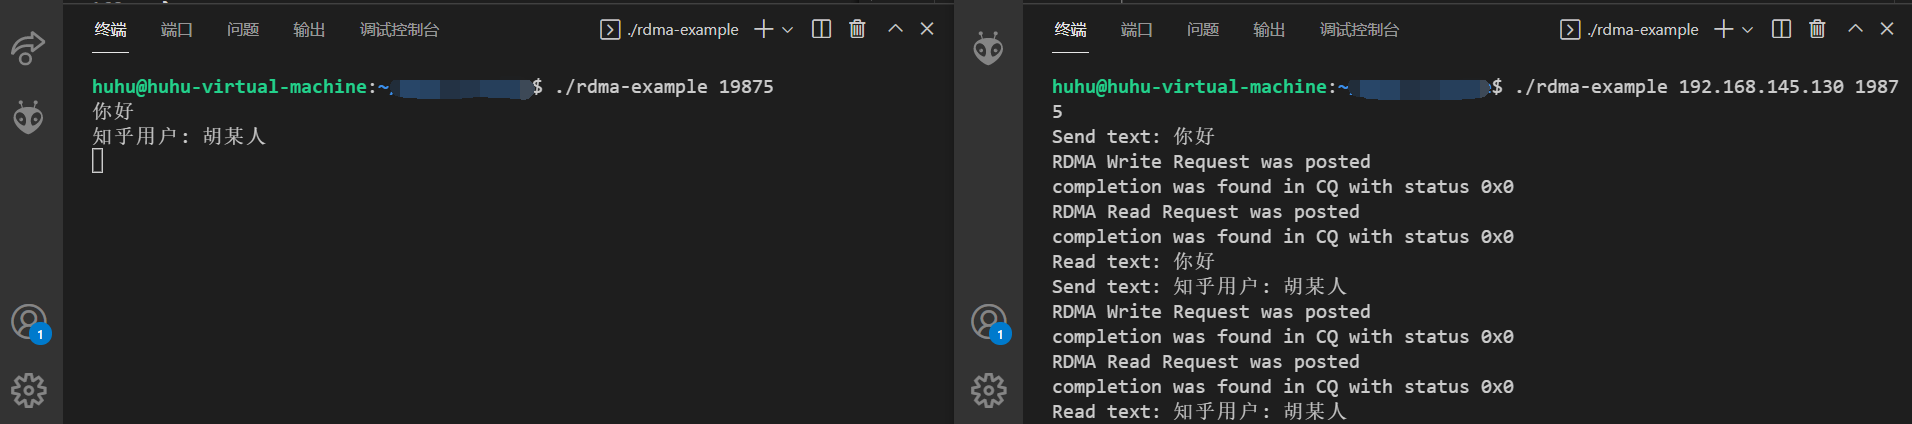 终端 端口 问题 输出 调试控制台 ./rdma-example
huhu@huhu-virtual-machine:~ $ ./rdma-example 19875
你好
知乎用户: 胡某人
1
终端 端口 问题 输出 调试控制台 ./rdma-example
huhu@huhu-virtual-machine:~ $ ./rdma-example 192.168.145.130 1987
5
Send text: 你好
RDMA Write Request was posted
completion was found in CQ with status 0x0
RDMA Read Request was posted
completion was found in CQ with status 0x0
Read text: 你好
Send text: 知乎用户: 胡某人
RDMA Write Request was posted
completion was found in CQ with status 0x0
RDMA Read Request was posted
completion was found in CQ with status 0x0
Read text: 知乎用户: 胡某人
1